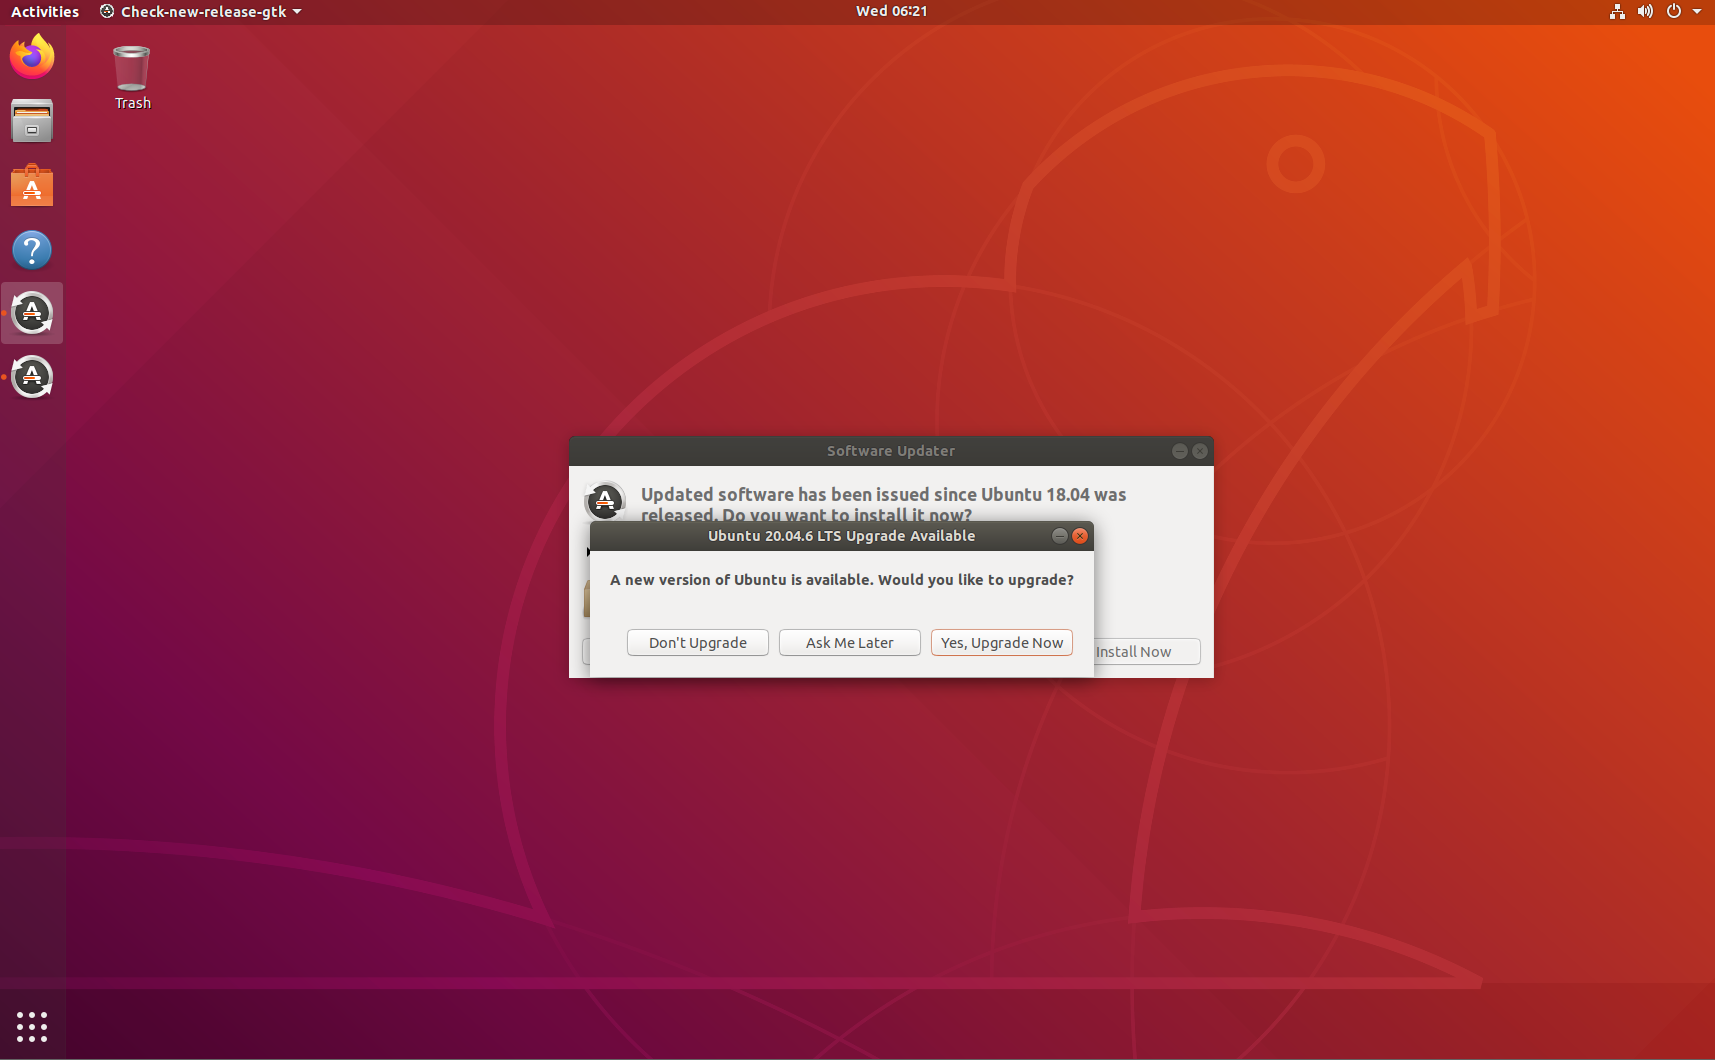 Activities
Check-new-release-gtk
Wed 06:21
Trash
Software Updater
Updated software has been issued since Ubuntu 18.04 was
released. Do you want to install it now?
Ubuntu 20.04.6 LTS Upgrade Available
A new version of Ubuntu is available. Would you like to upgrade?
Don't Upgrade
Ask Me Later
Yes, Upgrade Now
Install Now